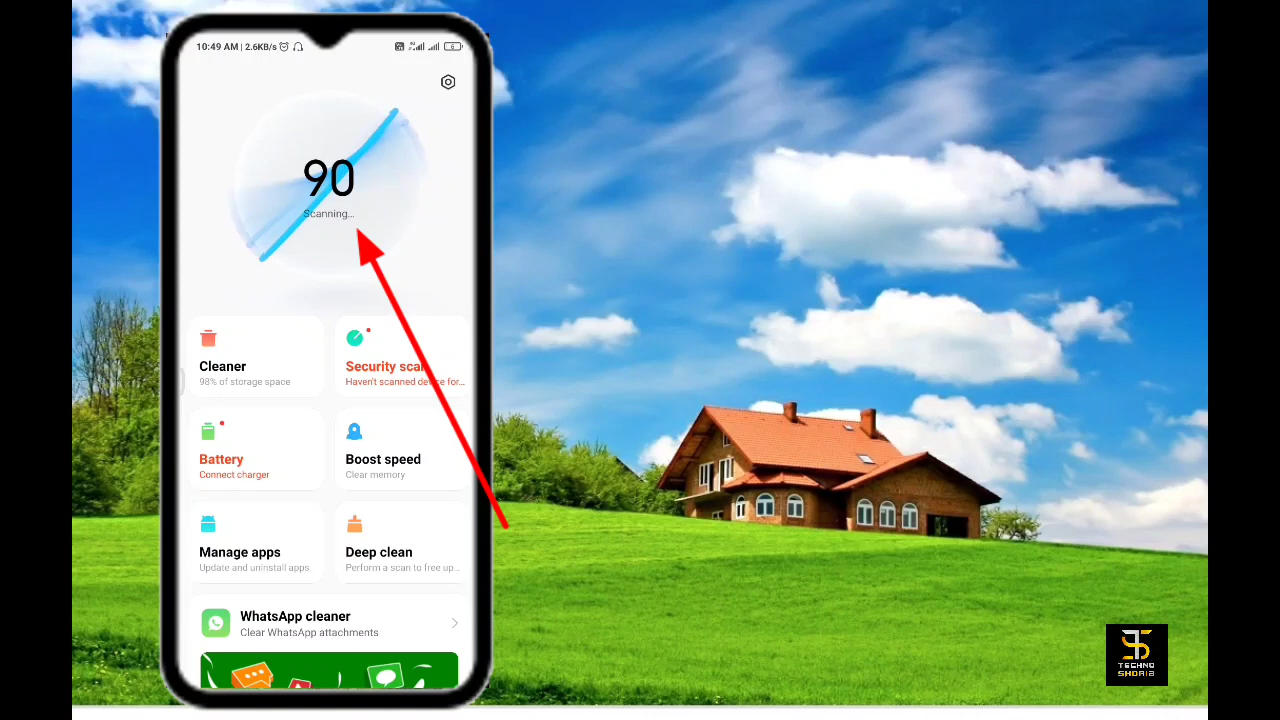 10:49 AM | 2.6KB/s
6
90
Scanning...
Cleaner
98% of storage space
Security scan
Haven't scanned device for...
Battery
Connect charger
Boost speed
Clear memory
Manage apps
Update and uninstall apps
Deep clean
Perform a scan to free up...
WhatsApp cleaner
Clear WhatsApp attachments
TECHNO
SHOAIB